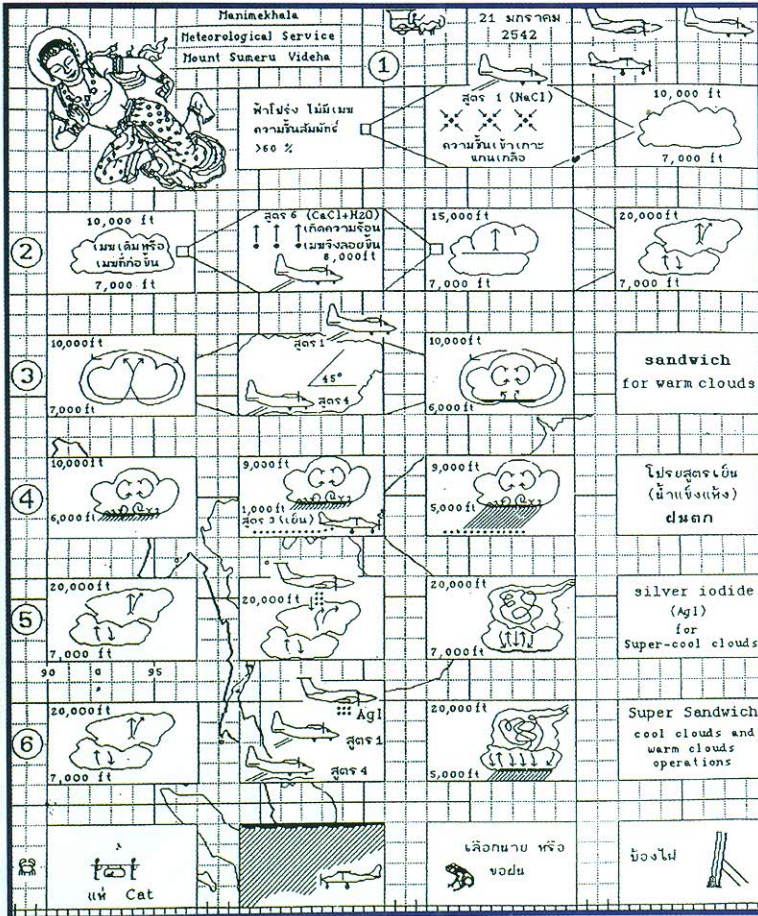 Manimekhala
Meteorological Service
Mount Sumeru Videha
21 มกราคม
2542
1
ฟ้าโปร่ง ไม่มีเมฆ
ความชื้นสัมพัทธ์
>60 %
สูตร 1 (NaCl)
ความชื้นเข้าเกาะ
แกนเกลือ
10,000 ft
7,000 ft
2
10,000 ft
เมฆเดิมหรือ
เมฆที่ก่อขึ้น
7,000 ft
สูตร 6 (CaCl+H2O)
เกิดความร้อน
เมฆจึงลอยขึ้น
8,000ft
15,000ft
7,000 ft
20,000ft
7,000 ft
3
10,000ft
7,000ft
สูตร 1
45°
สูตร 4
10,000ft
6,000ft
sandwich
for warm clouds
4
10,000ft
6,000ft
9,000ft
1,000ft
สูตร 3 (เย็น)
9,000ft
5,000ft
โปรยสูตรเย็น
(น้ำแข็งแห้ง)
ฝนตก
5
20,000ft
7,000ft
20,000ft
20,000ft
7,000ft
silver iodide
(AgI)
for
Super-cool clouds
90
95
6
20,000ft
7,000ft
AgI
สูตร 1
สูตร 4
20,000ft
5,000ft
Super Sandwich
cool clouds and
warm clouds
operations
แห่ Cat
เลือกนาย หรือ
ขอฝน
บ้องไฟ